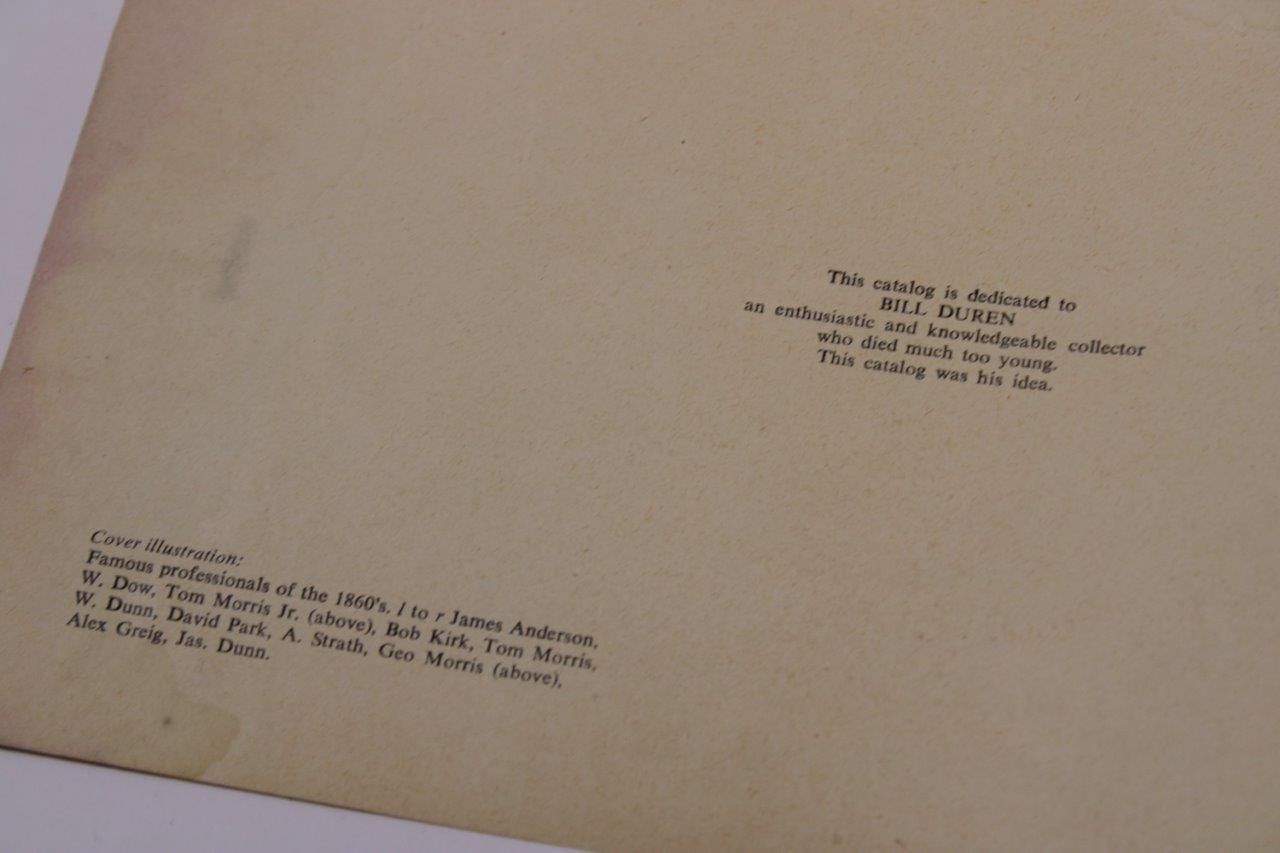 This catalog is dedicated to
BILL DUREN
an enthusiastic and knowledgeable collector
who died much too young.
This catalog was his idea.
Cover illustration:
Famous professionals of the 1860's. l to r James Anderson,
W. Dow, Tom Morris Jr. (above), Bob Kirk, Tom Morris,
W. Dunn, David Park, A. Strath, Geo Morris (above),
Alex Greig, Jas. Dunn.